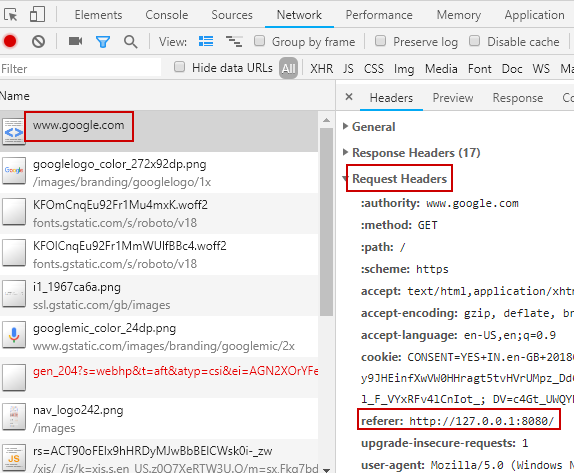 Elements Console Sources Network Performance Memory Application
View: Group by frame Preserve log Disable cache
Filter Hide data URLs All XHR JS CSS Img Media Font Doc WS Ma
Name
www.google.com
googlelogo_color_272x92dp.png
/images/branding/googlelogo/1x
KFOmCnqEu92Fr1Mu4mxK.woff2
fonts.gstatic.com/s/roboto/v18
KFOlCnqEu92Fr1MmWUlfBBc4.woff2
fonts.gstatic.com/s/roboto/v18
i1_1967ca6a.png
ssl.gstatic.com/gb/images
googlemic_color_24dp.png
www.gstatic.com/images/branding/googlemic/2x
gen_204?s=webhp&t=aft&atyp=csi&ei=AGN2XOrYFe
nav_logo242.png
/images
rs=ACT90oFEIx9hHRDyMJwBbBEICWsk0i-_zw
/xjs/_/js/k=xjs.s.en_US.z0Q7XeRTW3U.O/m=sx,Fkg7bd
Headers Preview Response Co
General
Response Headers (17)
Request Headers
:authority: www.google.com
:method: GET
:path: /
:scheme: https
accept: text/html,application/xhtm
accept-encoding: gzip, deflate, br
accept-language: en-US,en;q=0.9
cookie: CONSENT=YES+IN.en-GB+20180
y9JHEinfXwVW0HHragt5tvHVrUMpz_Dd
l_F_VYxRFv4lCnIot_; DV=c4Gt_UWQYU
referer: http://127.0.0.1:8080/
upgrade-insecure-requests: 1
user-agent: Mozilla/5.0 (Windows N